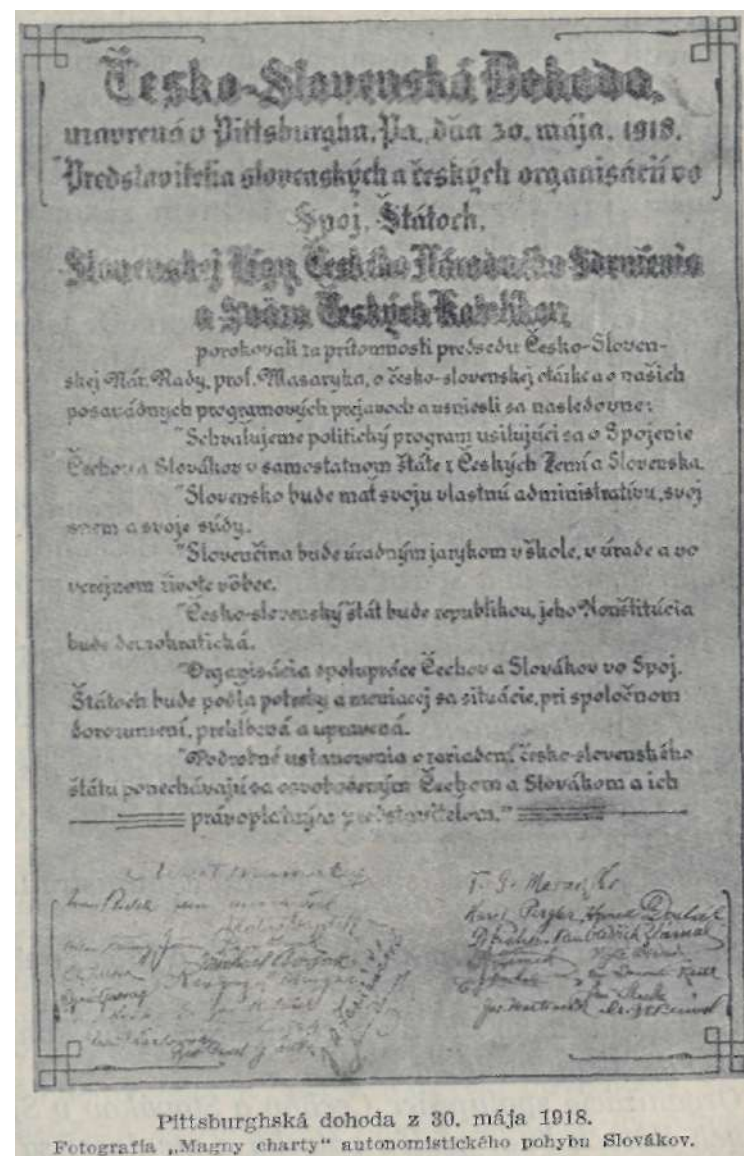 Česko-Slovenská Dohoda,
uzavrená v Pittsburghu, Pa., dňa 30. mája, 1918.
Predstavitelia slovenských a českých organisácií vo
Spoj. Štátoch,
Slovenskej Ligy, Českého Národného Sdruženia
a Svazu Českých Katolíkov,
porokovali za prítomnosti predsedu Česko-Sloven-
skej Nár. Rady, prof. Masaryka, o česko-slovenskej otázke a o našich
posavádnych programových prejavoch a usniesli sa nasledovne:
"Schvaľujeme politický program usilujúci sa o Spojenie
Čechov a Slovákov v samostatnom štáte z Českých Zemí a Slovenska.
"Slovensko bude mať svoju vlastnú administratívu, svoj
snem a svoje súdy.
"Slovenčina bude úradným jazykom v škole, v úrade a vo
verejnom živote vôbec.
"Česko-slovenský štát bude republikou, jeho Konštitúcia
bude demokratická.
"Organisácia spolupráce Čechov a Slovákov vo Spoj.
Štátoch bude podľa potreby a meniacej sa situácie, pri spoločnom
dorozumení, prehĺbená a upravená.
"Podrobné ustanovenia o zariadení česko-slovenského
štátu ponechávajú sa osvobodeným Čechom a Slovákom a ich
právoplatným predstaviteľom."
T. G. Masaryk
Karel Pergler
Pittsburghská dohoda z 30. mája 1918.
Fotografia „Magny charty" autonomistického pohybu Slovákov.